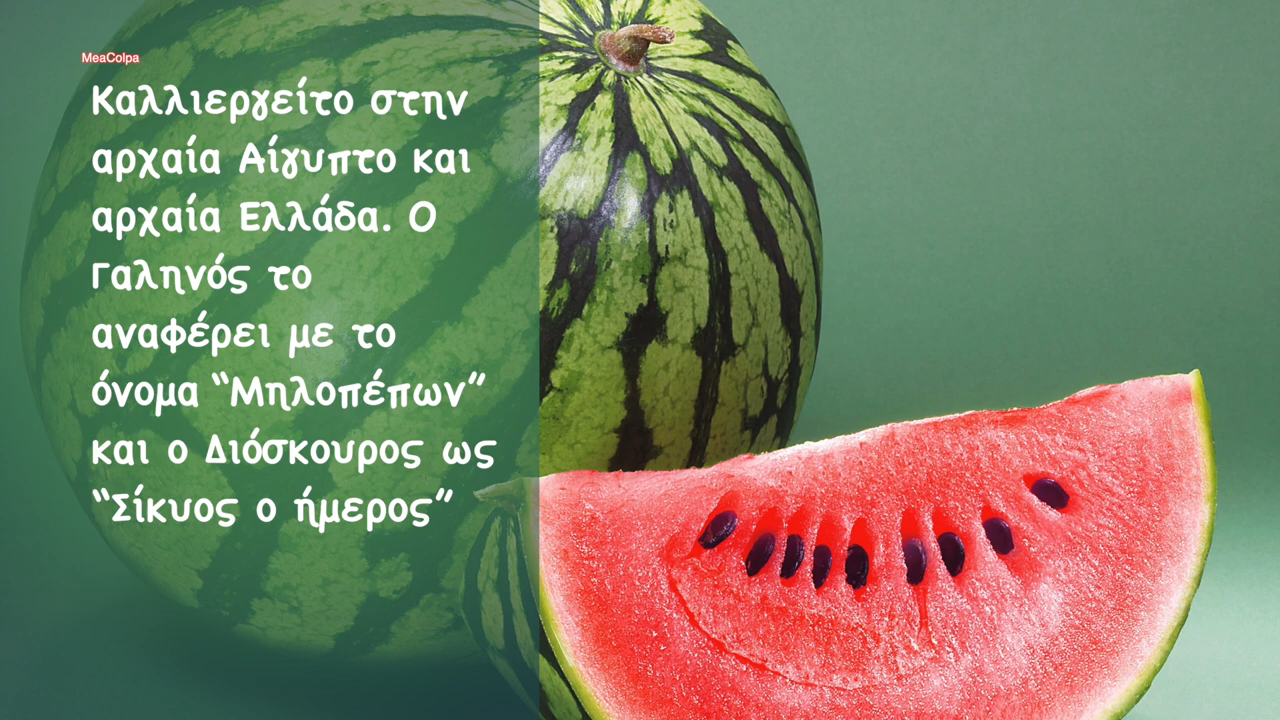 MeaColpa
Καλλιεργείτο στην
αρχαία Αίγυπτο και
αρχαία Ελλάδα. Ο
Γαληνός το
αναφέρει με το
όνομα “Μηλοπέπων”
και ο Διόσκουρος ως
“Σίκυος ο ήμερος”